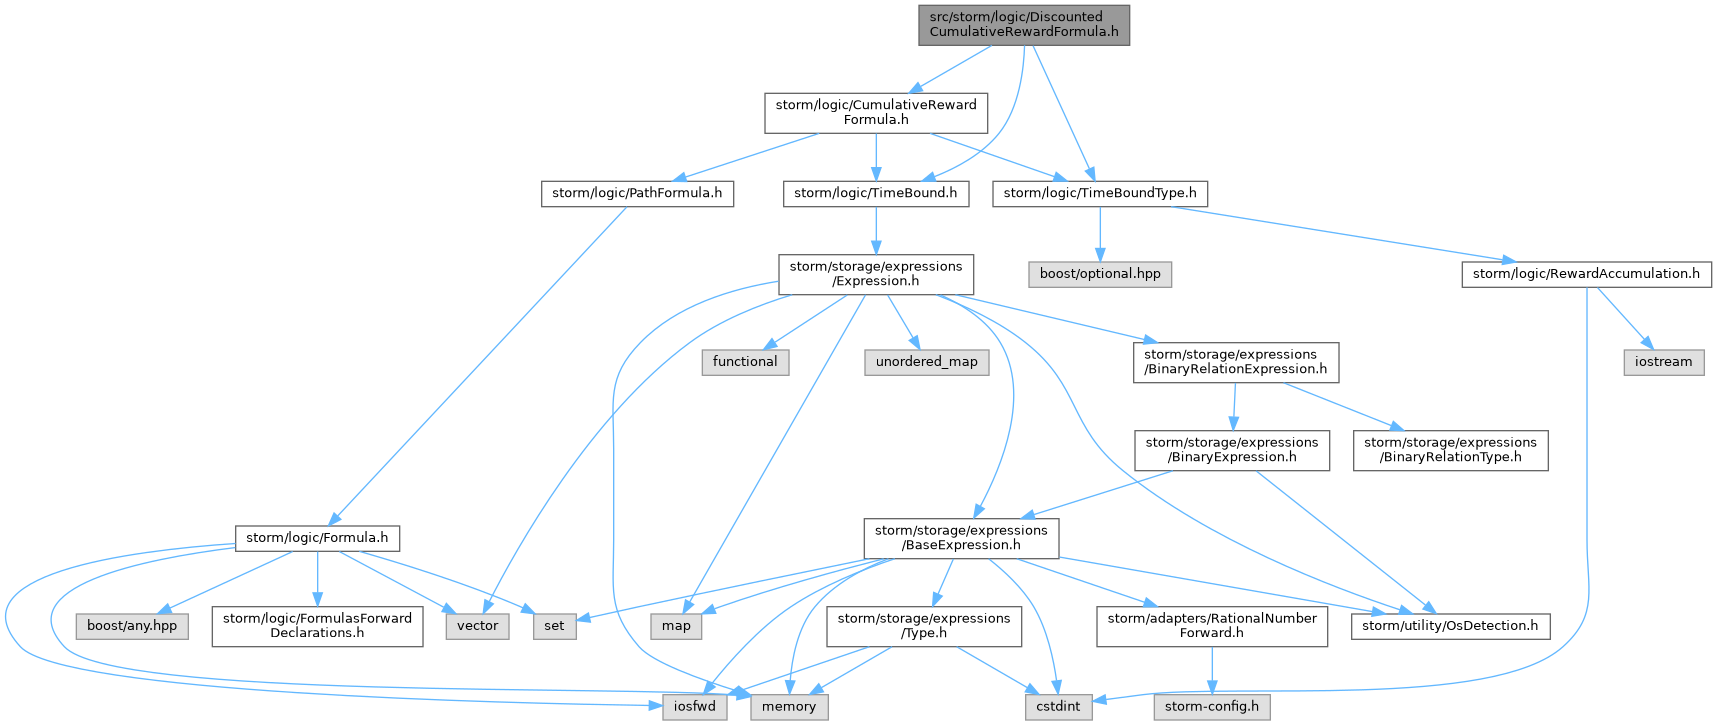 src/storm/logic/Discounted
CumulativeRewardFormula.h
storm/logic/CumulativeReward
Formula.h
storm/logic/PathFormula.h
storm/logic/TimeBound.h
storm/logic/TimeBoundType.h
storm/storage/expressions
/Expression.h
boost/optional.hpp
storm/logic/RewardAccumulation.h
functional
unordered_map
storm/storage/expressions
/BinaryRelationExpression.h
iostream
storm/storage/expressions
/BinaryExpression.h
storm/storage/expressions
/BinaryRelationType.h
storm/logic/Formula.h
storm/storage/expressions
/BaseExpression.h
boost/any.hpp
storm/logic/FormulasForward
Declarations.h
vector
set
map
storm/storage/expressions
/Type.h
storm/adapters/RationalNumber
Forward.h
storm/utility/OsDetection.h
iosfwd
memory
cstdint
storm-config.h